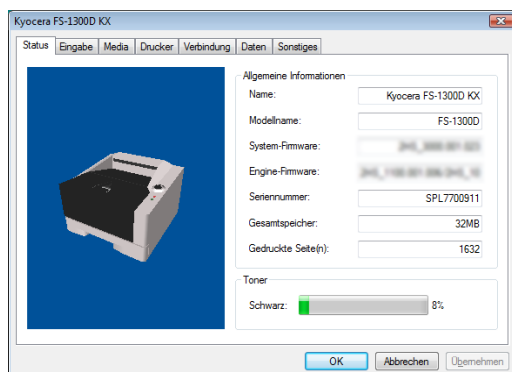 Kyocera FS-1300D KX
Status Eingabe Media Drucker Verbindung Daten Sonstiges
Allgemeine Informationen
Name: Kyocera FS-1300D KX
Modellname: FS-1300D
System-Firmware:
Engine-Firmware:
Seriennummer: SPL7700911
Gesamtspeicher: 32MB
Gedruckte Seite(n): 1632
Toner
Schwarz: 8%
OK Abbrechen Übernehmen